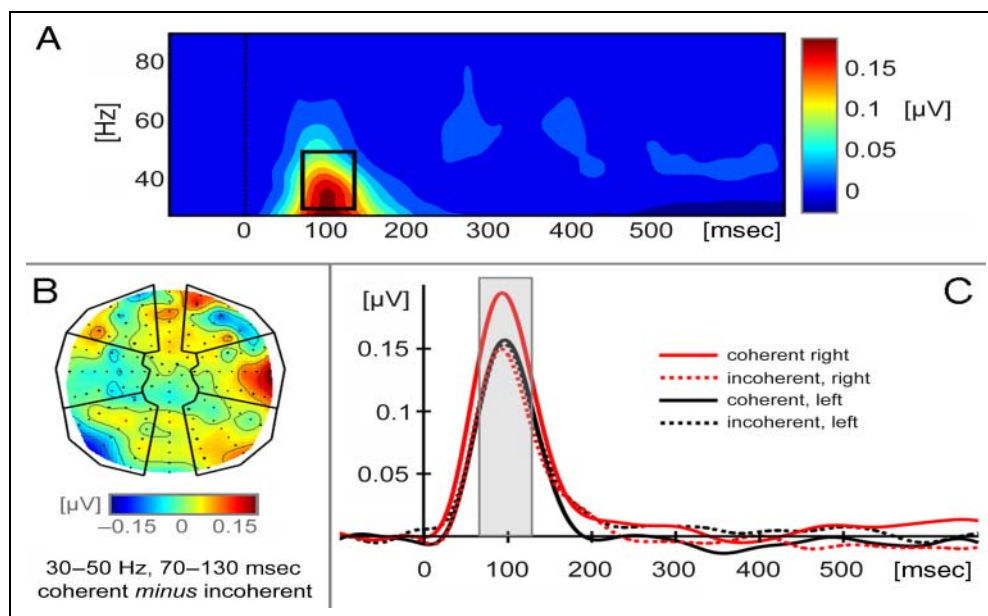 A
80
60
40
[Hz]
0 100 200 300 400 500 [msec]
0.15
0.1
0.05
0
[µV]
B
[µV]
–0.15 0 0.15
30–50 Hz, 70–130 msec
coherent minus incoherent
C
[µV]
0.15
0.1
0.05
0 100 200 300 400 500 [msec]
coherent right
incoherent, right
coherent, left
incoherent, left